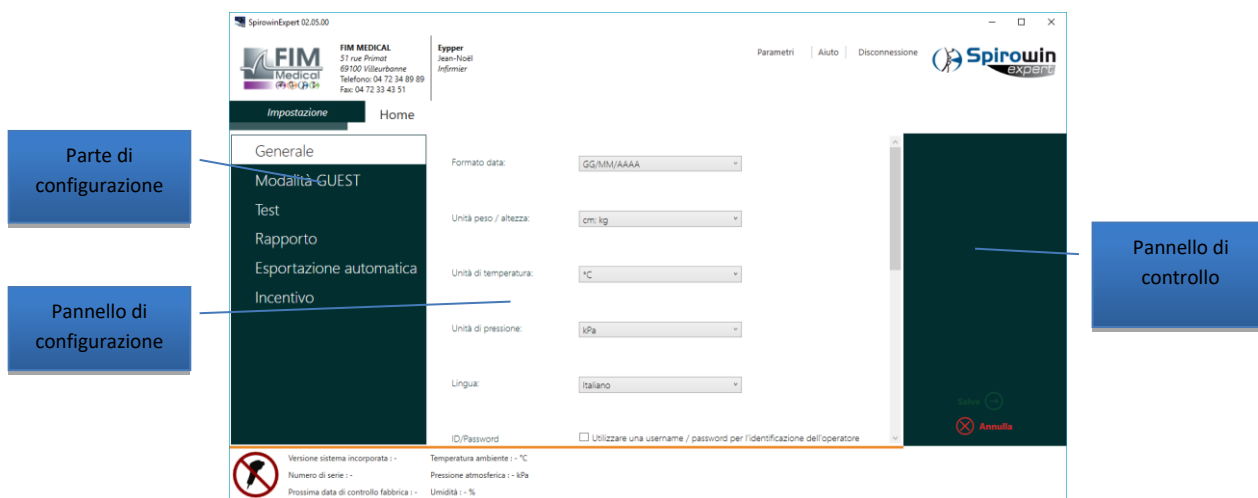 SpirowinExpert 02.05.00
FIM
Medical
FIM MEDICAL
51 rue Primat
69100 Villeurbanne
Telefono: 04 72 34 89 89
Fax: 04 72 33 43 51
Eypper
Jean-Noël
Infirmier
Parametri
Aiuto
Disconnessione
Spirowin
expert
Impostazione
Home
Parte di
configurazione
Pannello di
configurazione
Generale
Modalità GUEST
Test
Rapporto
Esportazione automatica
Incentivo
Formato data:
GG/MM/AAAA
Unità peso / altezza:
cm; kg
Unità di temperatura:
°C
Unità di pressione:
kPa
Lingua:
Italiano
ID/Password
Utilizzare una username / password per l'identificazione dell'operatore
Pannello di
controllo
Salva
Annulla
Versione sistema incorporata : -
Numero di serie : -
Prossima data di controllo fabbrica : -
Temperatura ambiente : - °C
Pressione atmosferica : - kPa
Umidità : - %